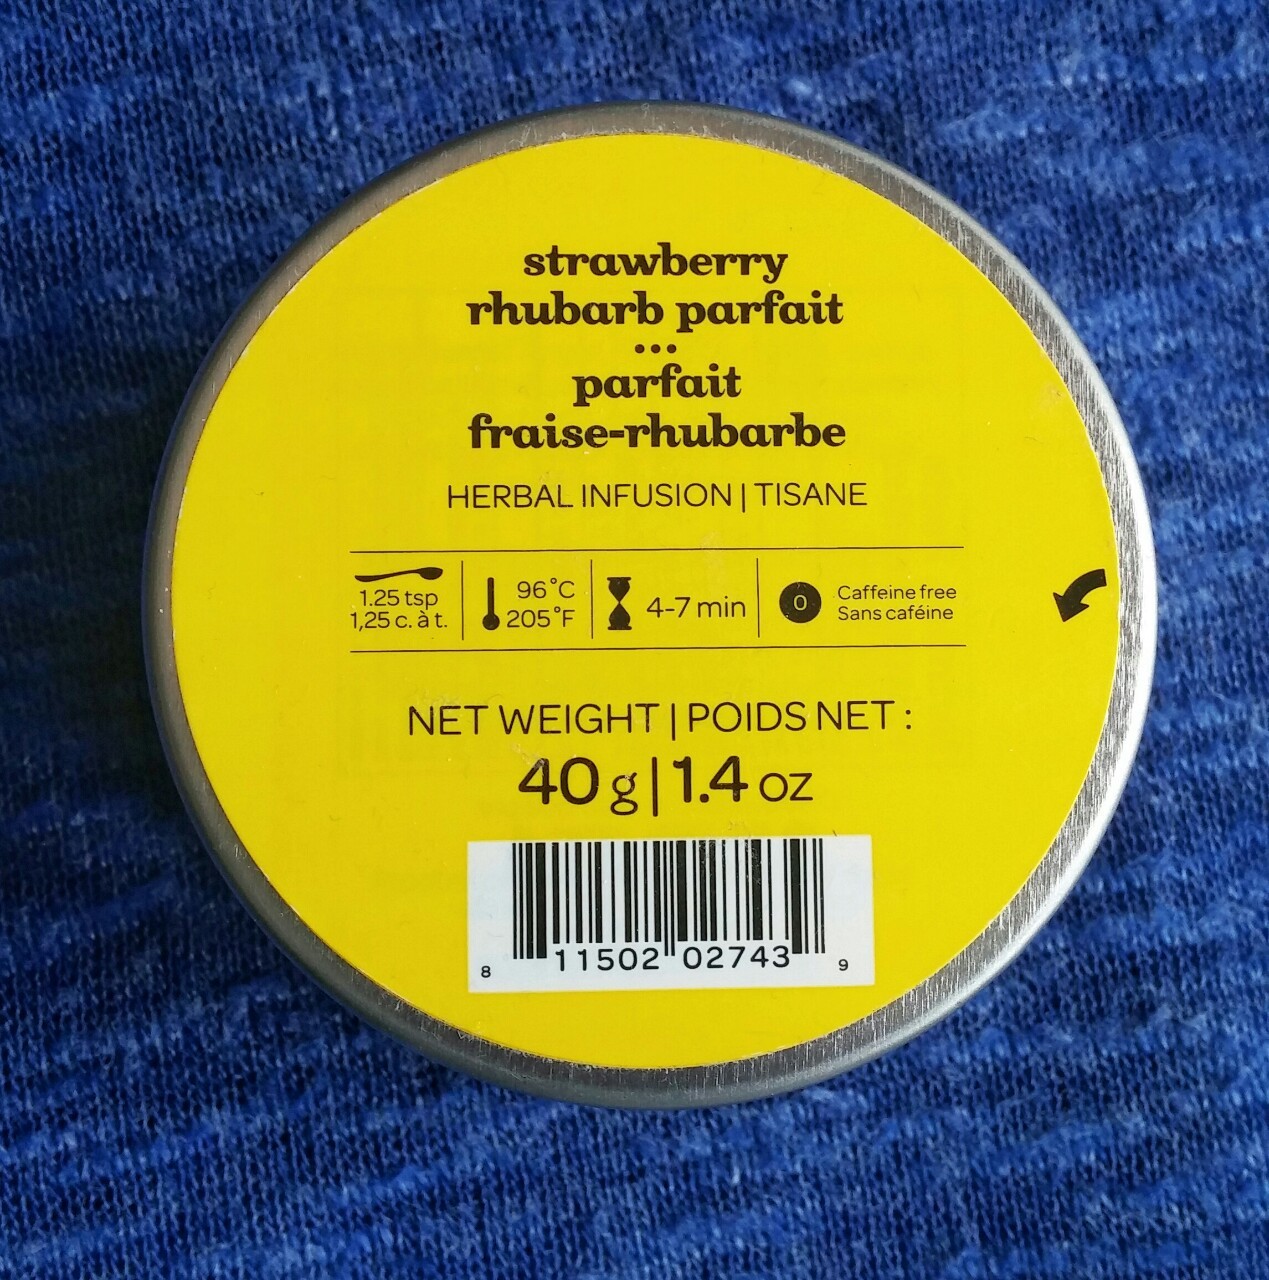 strawberry
rhubarb parfait
•••
parfait
fraise-rhubarbe
HERBAL INFUSION | TISANE
1.25 tsp
1,25 c. à t.
96°C
205°F
4-7 min
0
Caffeine free
Sans caféine
NET WEIGHT | POIDS NET :
40 g | 1.4 oz
8 11502 02743 9